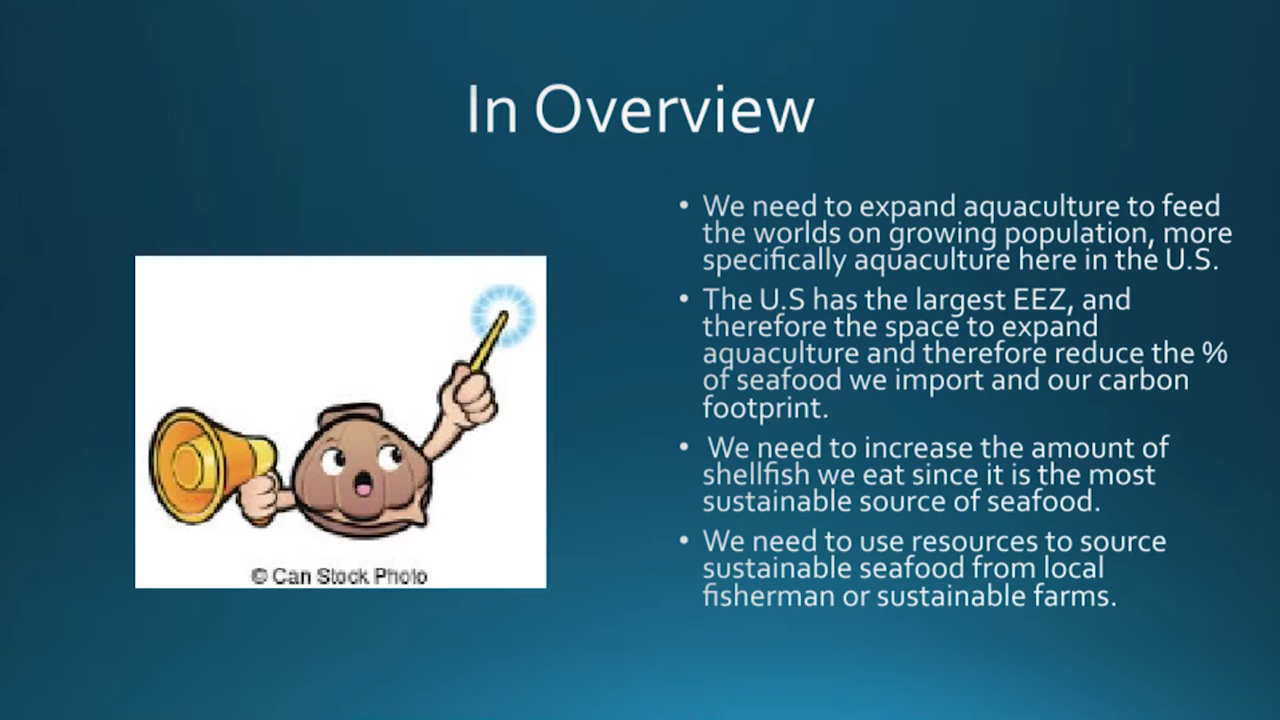 In Overview
• We need to expand aquaculture to feed
the worlds on growing population, more
specifically aquaculture here in the U.S.
• The U.S has the largest EEZ, and
therefore the space to expand
aquaculture and therefore reduce the %
of seafood we import and our carbon
footprint.
• We need to increase the amount of
shellfish we eat since it is the most
sustainable source of seafood.
• We need to use resources to source
sustainable seafood from local
fisherman or sustainable farms.
© Can Stock Photo